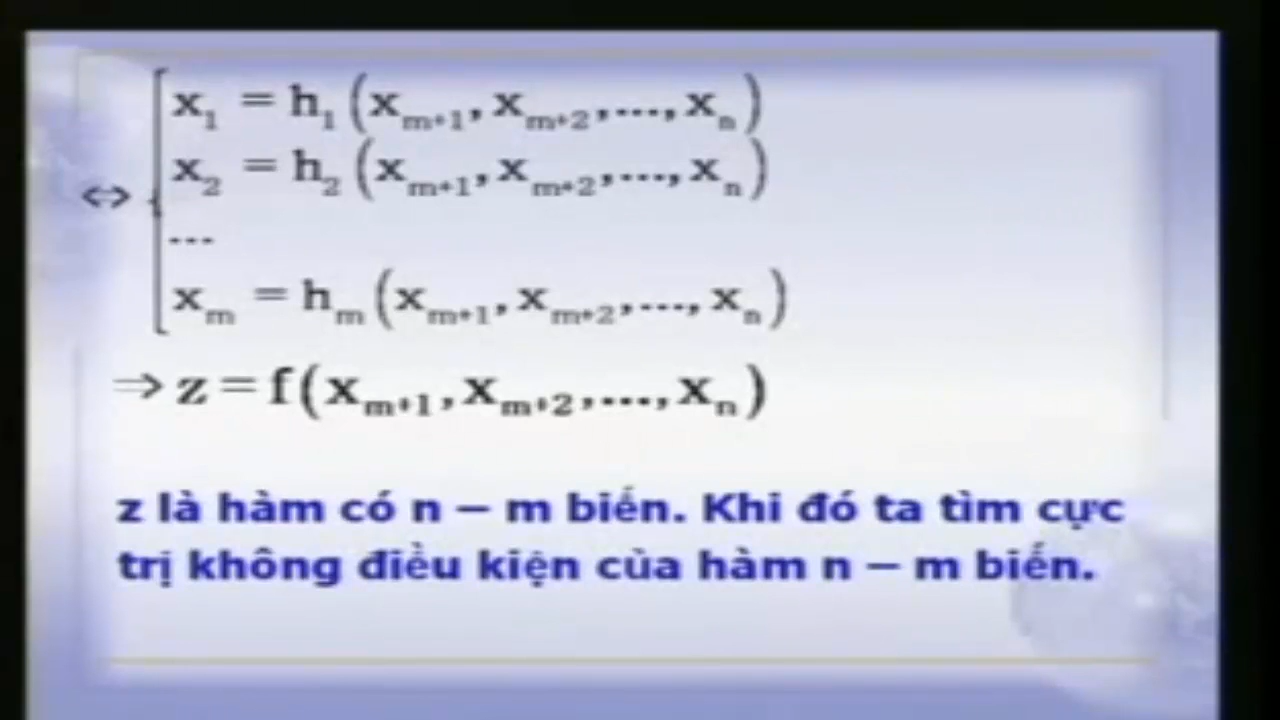 x₁ = h₁(xₘ₊₁, xₘ₊₂, ..., xₙ)
x₂ = h₂(xₘ₊₁, xₘ₊₂, ..., xₙ)
⇔ { ...
xₘ = hₘ(xₘ₊₁, xₘ₊₂, ..., xₙ)
⇒ z = f(xₘ₊₁, xₘ₊₂, ..., xₙ)
z là hàm có n – m biến. Khi đó ta tìm cực
trị không điều kiện của hàm n – m biến.